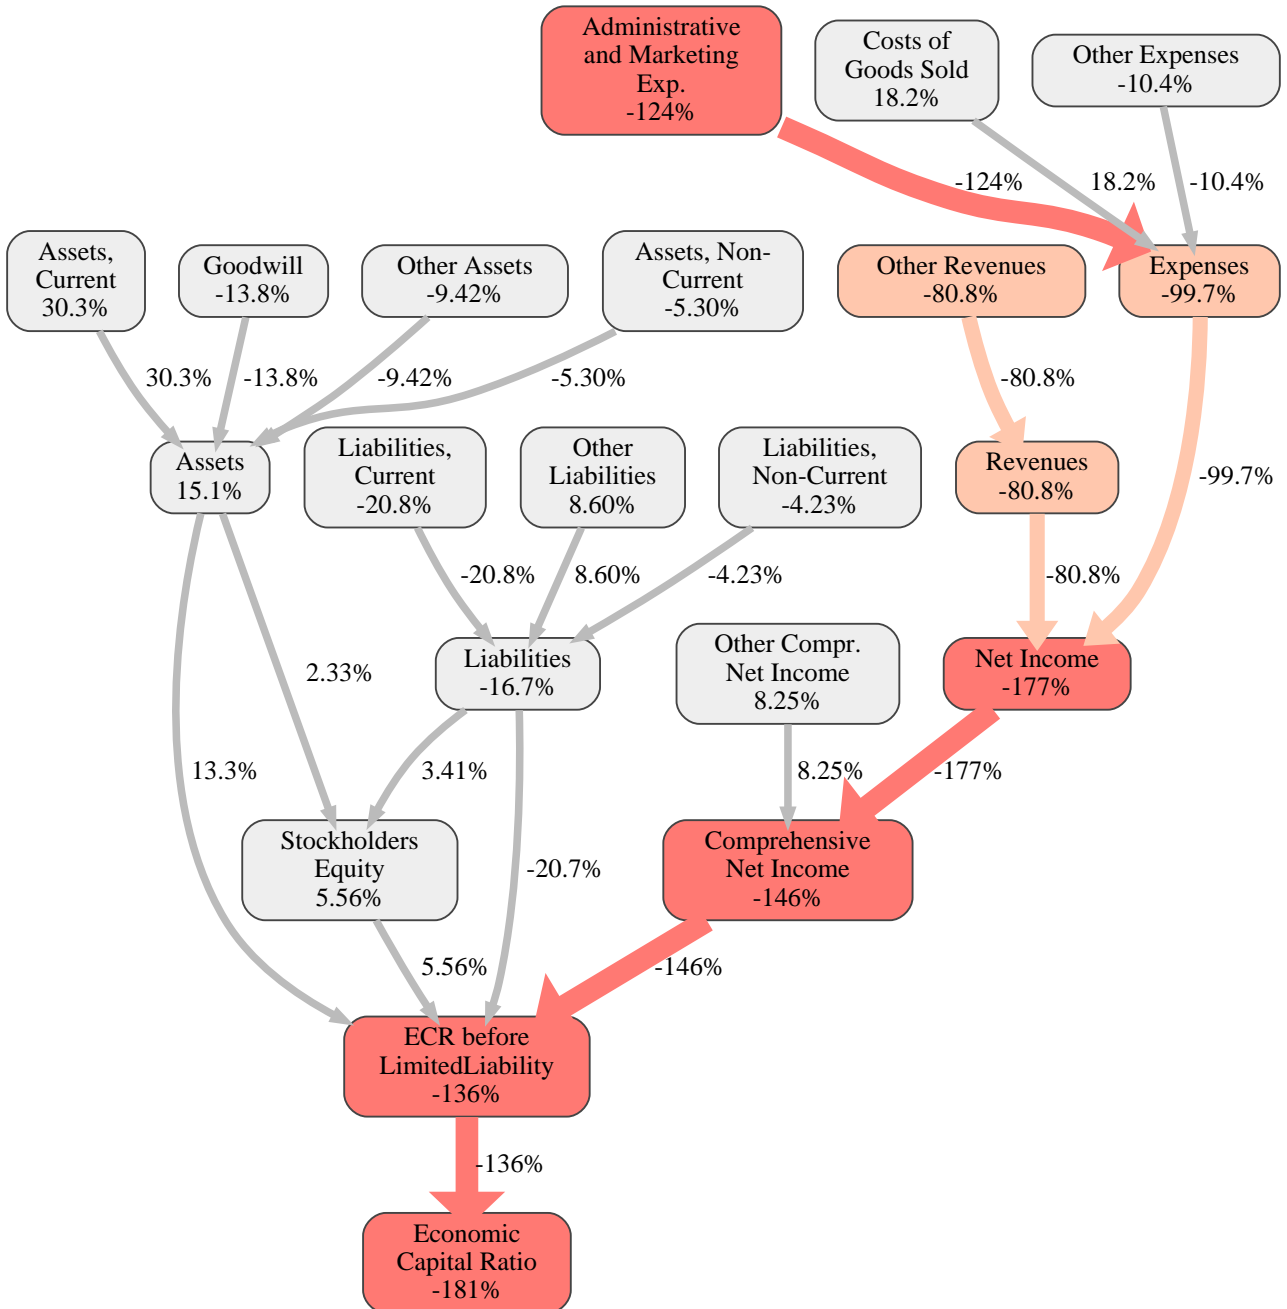 Administrative
and Marketing
Exp.
-124%
Costs of
Goods Sold
18.2%
Other Expenses
-10.4%
-124%
18.2%
-10.4%
Assets,
Current
30.3%
Goodwill
-13.8%
Other Assets
-9.42%
Assets, Non-
Current
-5.30%
Other Revenues
-80.8%
Expenses
-99.7%
30.3%
-13.8%
-9.42%
-5.30%
-80.8%
Assets
15.1%
Liabilities,
Current
-20.8%
Other
Liabilities
8.60%
Liabilities,
Non-Current
-4.23%
Revenues
-80.8%
-99.7%
-20.8%
8.60%
-4.23%
-80.8%
2.33%
Liabilities
-16.7%
Other Compr.
Net Income
8.25%
Net Income
-177%
13.3%
3.41%
8.25%
-177%
Stockholders
Equity
5.56%
-20.7%
Comprehensive
Net Income
-146%
5.56%
-146%
ECR before
LimitedLiability
-136%
-136%
Economic
Capital Ratio
-181%